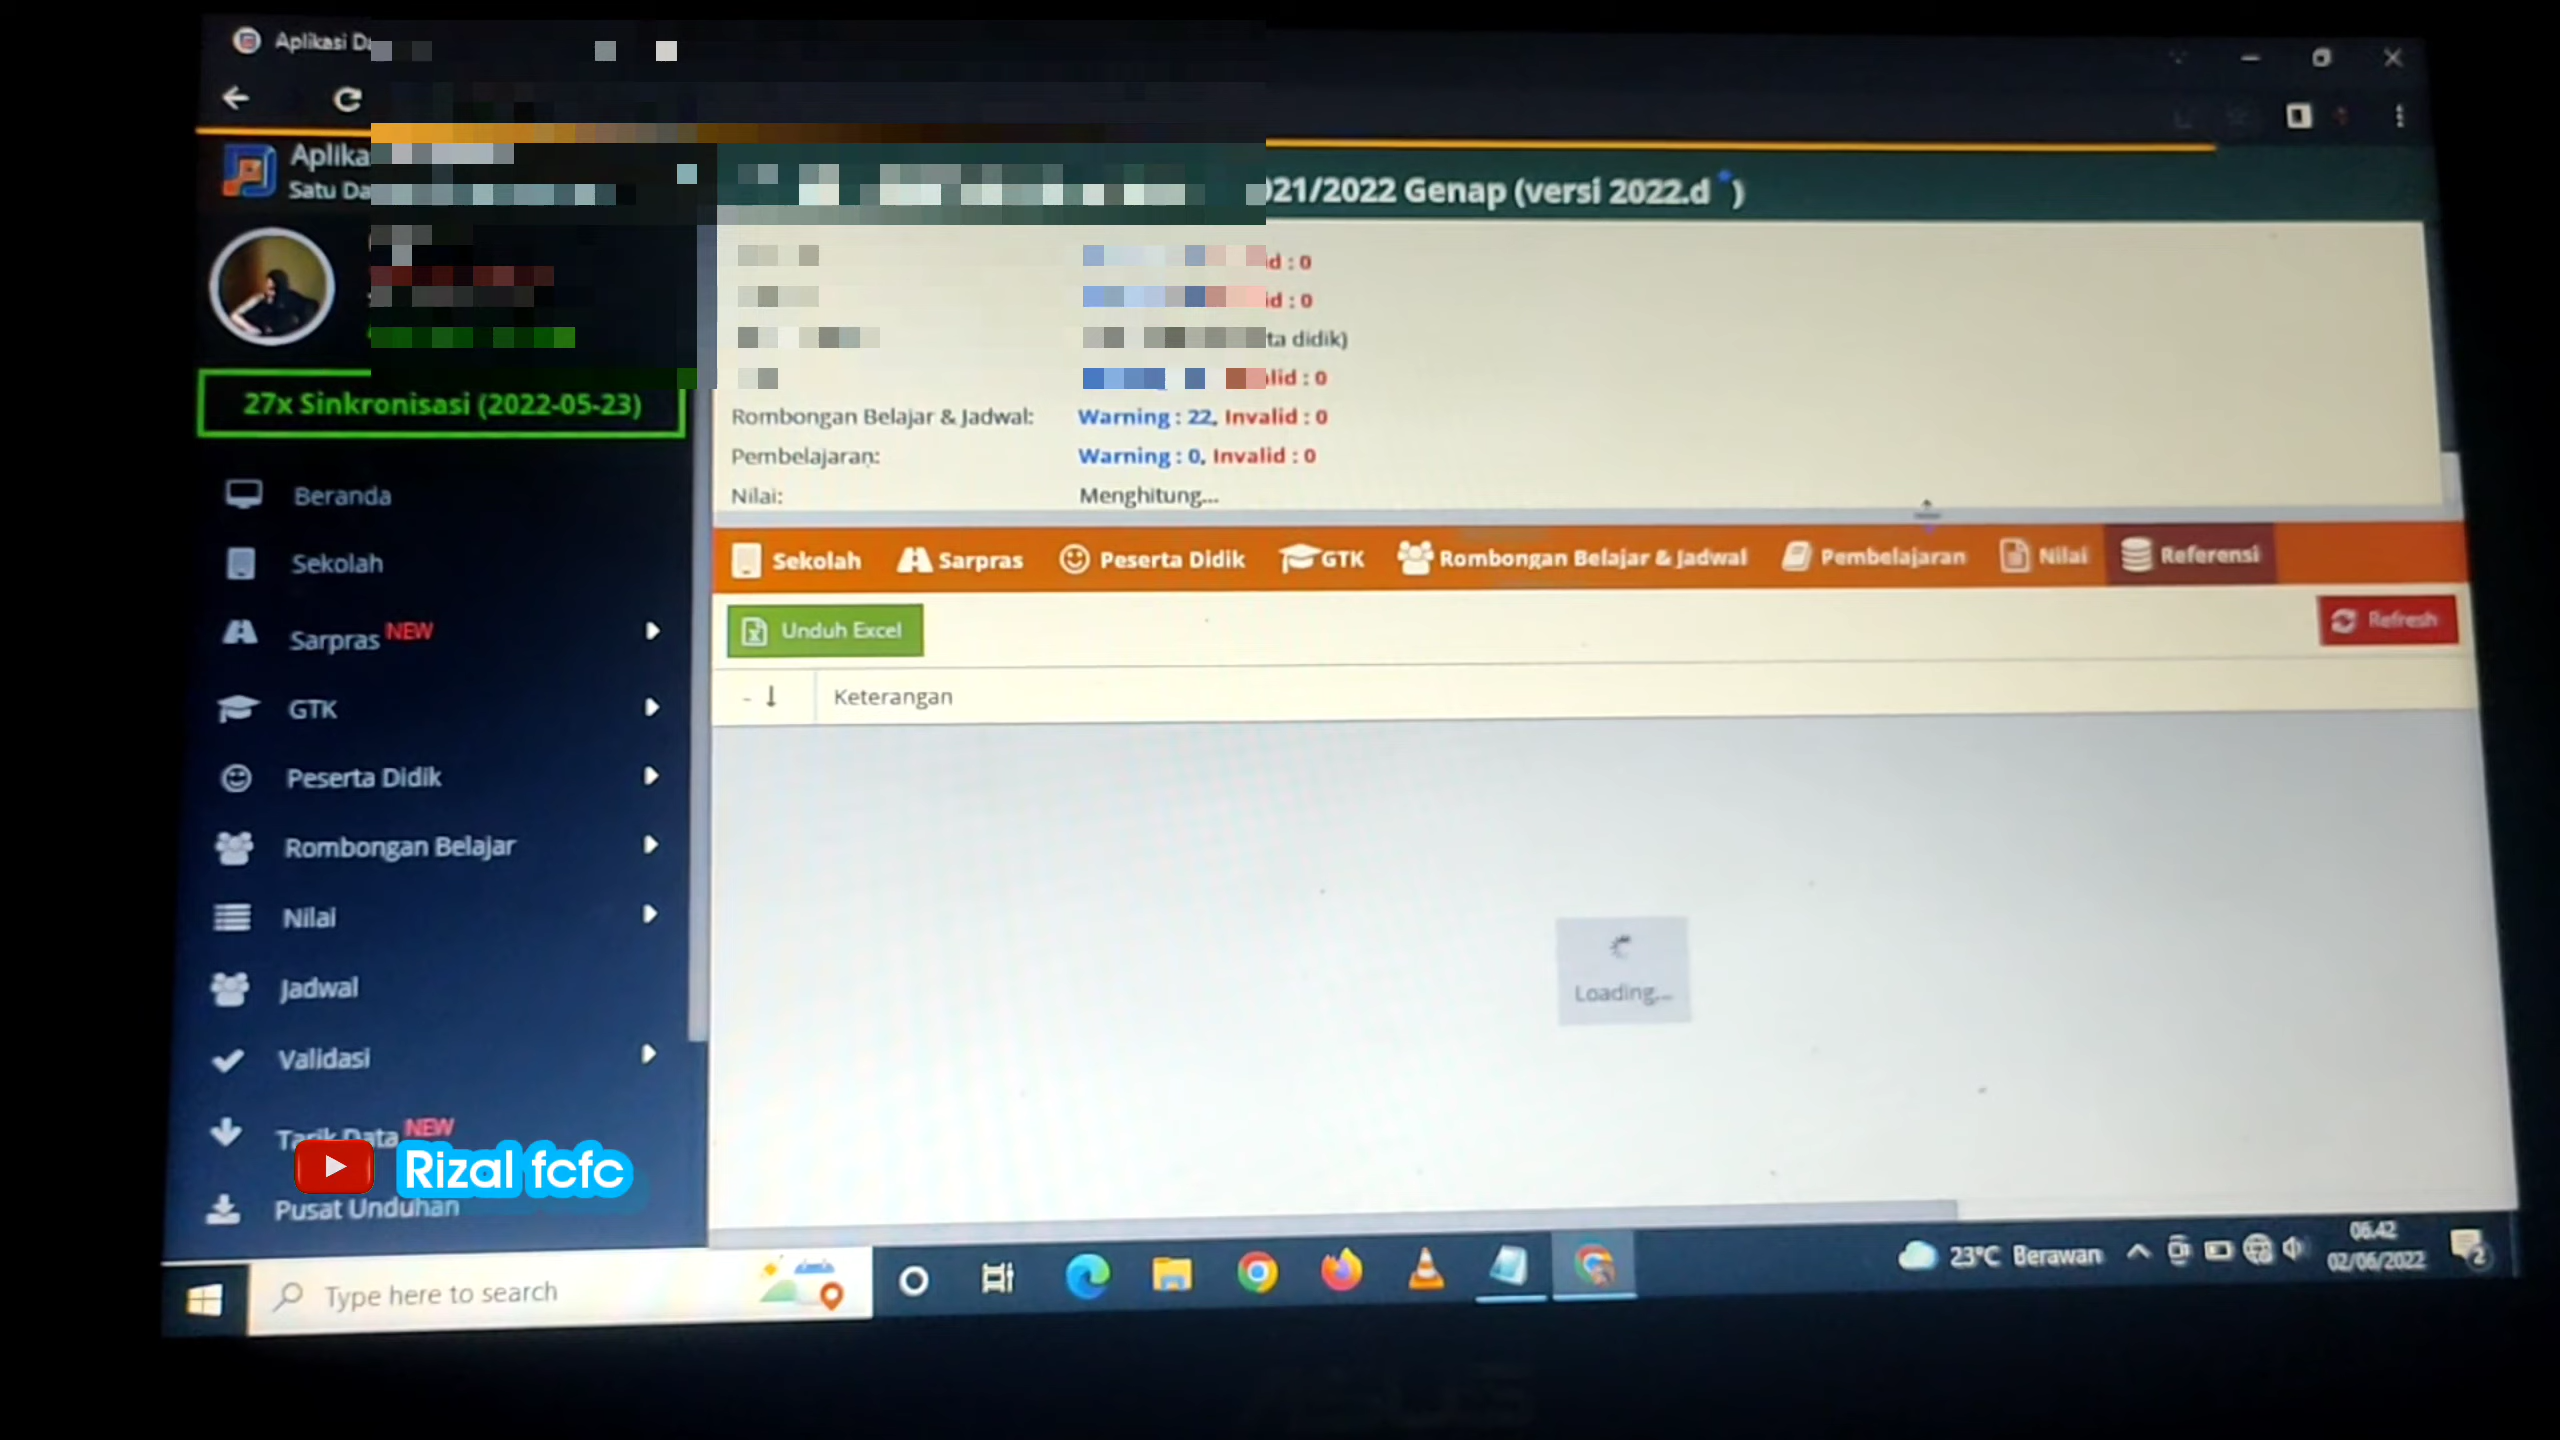 Aplikasi
Aplika
Satu Da
021/2022 Genap (versi 2022.d )
27x Sinkronisasi (2022-05-23)
Beranda
Sekolah
Sarpras NEW
GTK
Peserta Didik
Rombongan Belajar
Nilai
Jadwal
Validasi
Tarik Data NEW
Pusat Unduhan
id : 0
id : 0
ta didik)
lid : 0
Rombongan Belajar & Jadwal: Warning : 22, Invalid : 0
Pembelajaran: Warning : 0, Invalid : 0
Nilai: Menghitung...
Sekolah Sarpras Peserta Didik GTK Rombongan Belajar & Jadwal Pembelajaran Nilai Referensi
Unduh Excel Refresh
- Keterangan
Loading...
Rizal fcfc
Type here to search
23°C Berawan
06.42
02/06/2022
2